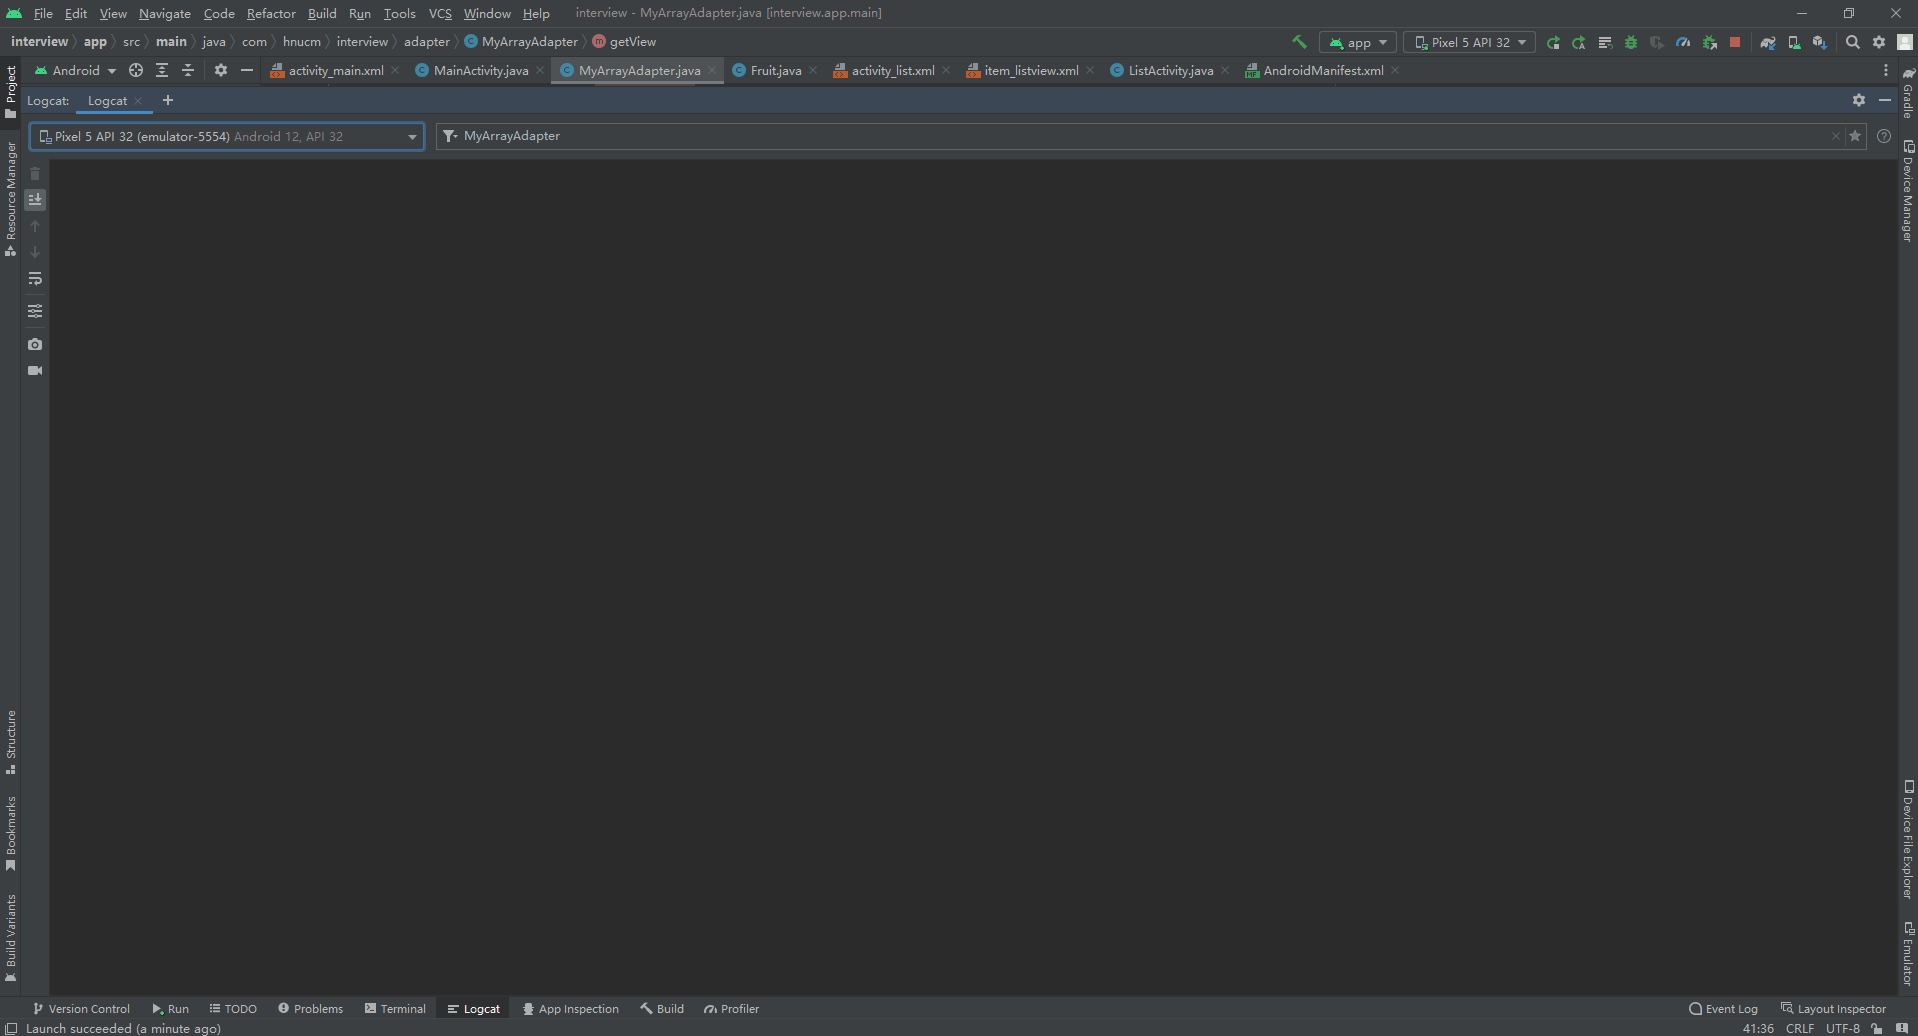 File Edit View Navigate Code Refactor Build Run Tools VCS Window Help interview - MyArrayAdapter.java [interview.app.main]
interview app src main java com hnucm interview adapter MyArrayAdapter getView app Pixel 5 API 32
Android activity_main.xml MainActivity.java MyArrayAdapter.java Fruit.java activity_list.xml item_listview.xml ListActivity.java AndroidManifest.xml
Logcat: Logcat
Pixel 5 API 32 (emulator-5554) Android 12, API 32 MyArrayAdapter
Project
Resource Manager
Structure
Bookmarks
Build Variants
Gradle
Device Manager
Device File Explorer
Emulator
Version Control Run TODO Problems Terminal Logcat App Inspection Build Profiler Event Log Layout Inspector
Launch succeeded (a minute ago) 41:36 CRLF UTF-8